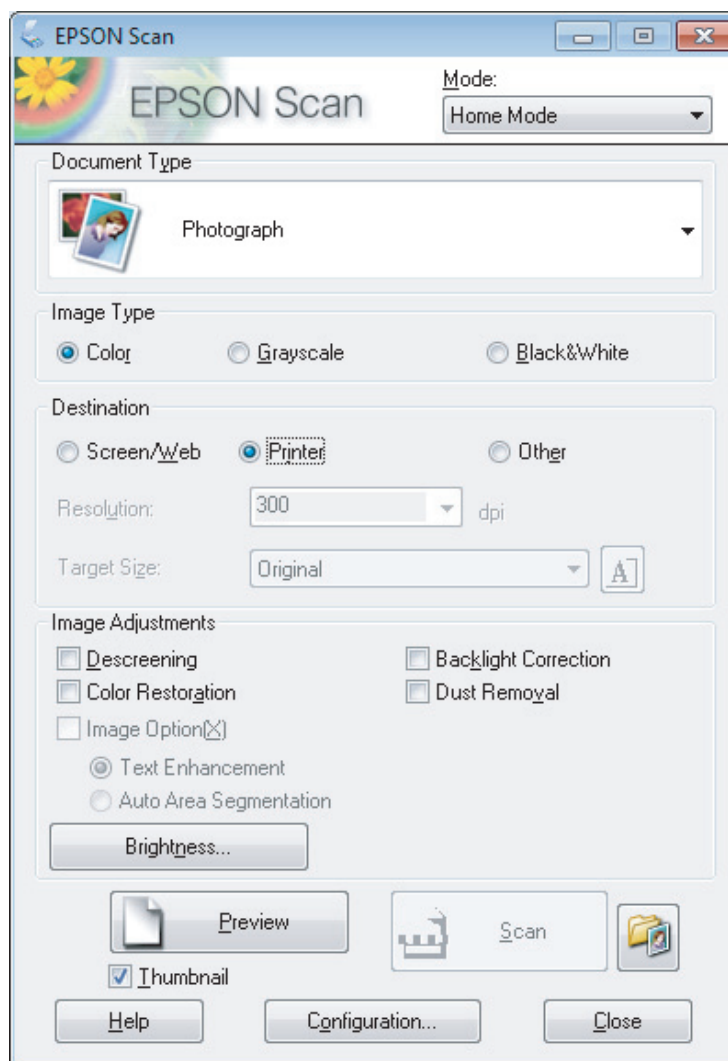 EPSON Scan
EPSON Scan
Mode:
Home Mode
Document Type
Photograph
Image Type
Color Grayscale Black&White
Destination
Screen/Web Printer Other
Resolution: 300 dpi
Target Size: Original A
Image Adjustments
Descreening Backlight Correction
Color Restoration Dust Removal
Image Option(X)
Text Enhancement
Auto Area Segmentation
Brightness...
Preview Scan
Thumbnail
Help Configuration... Close